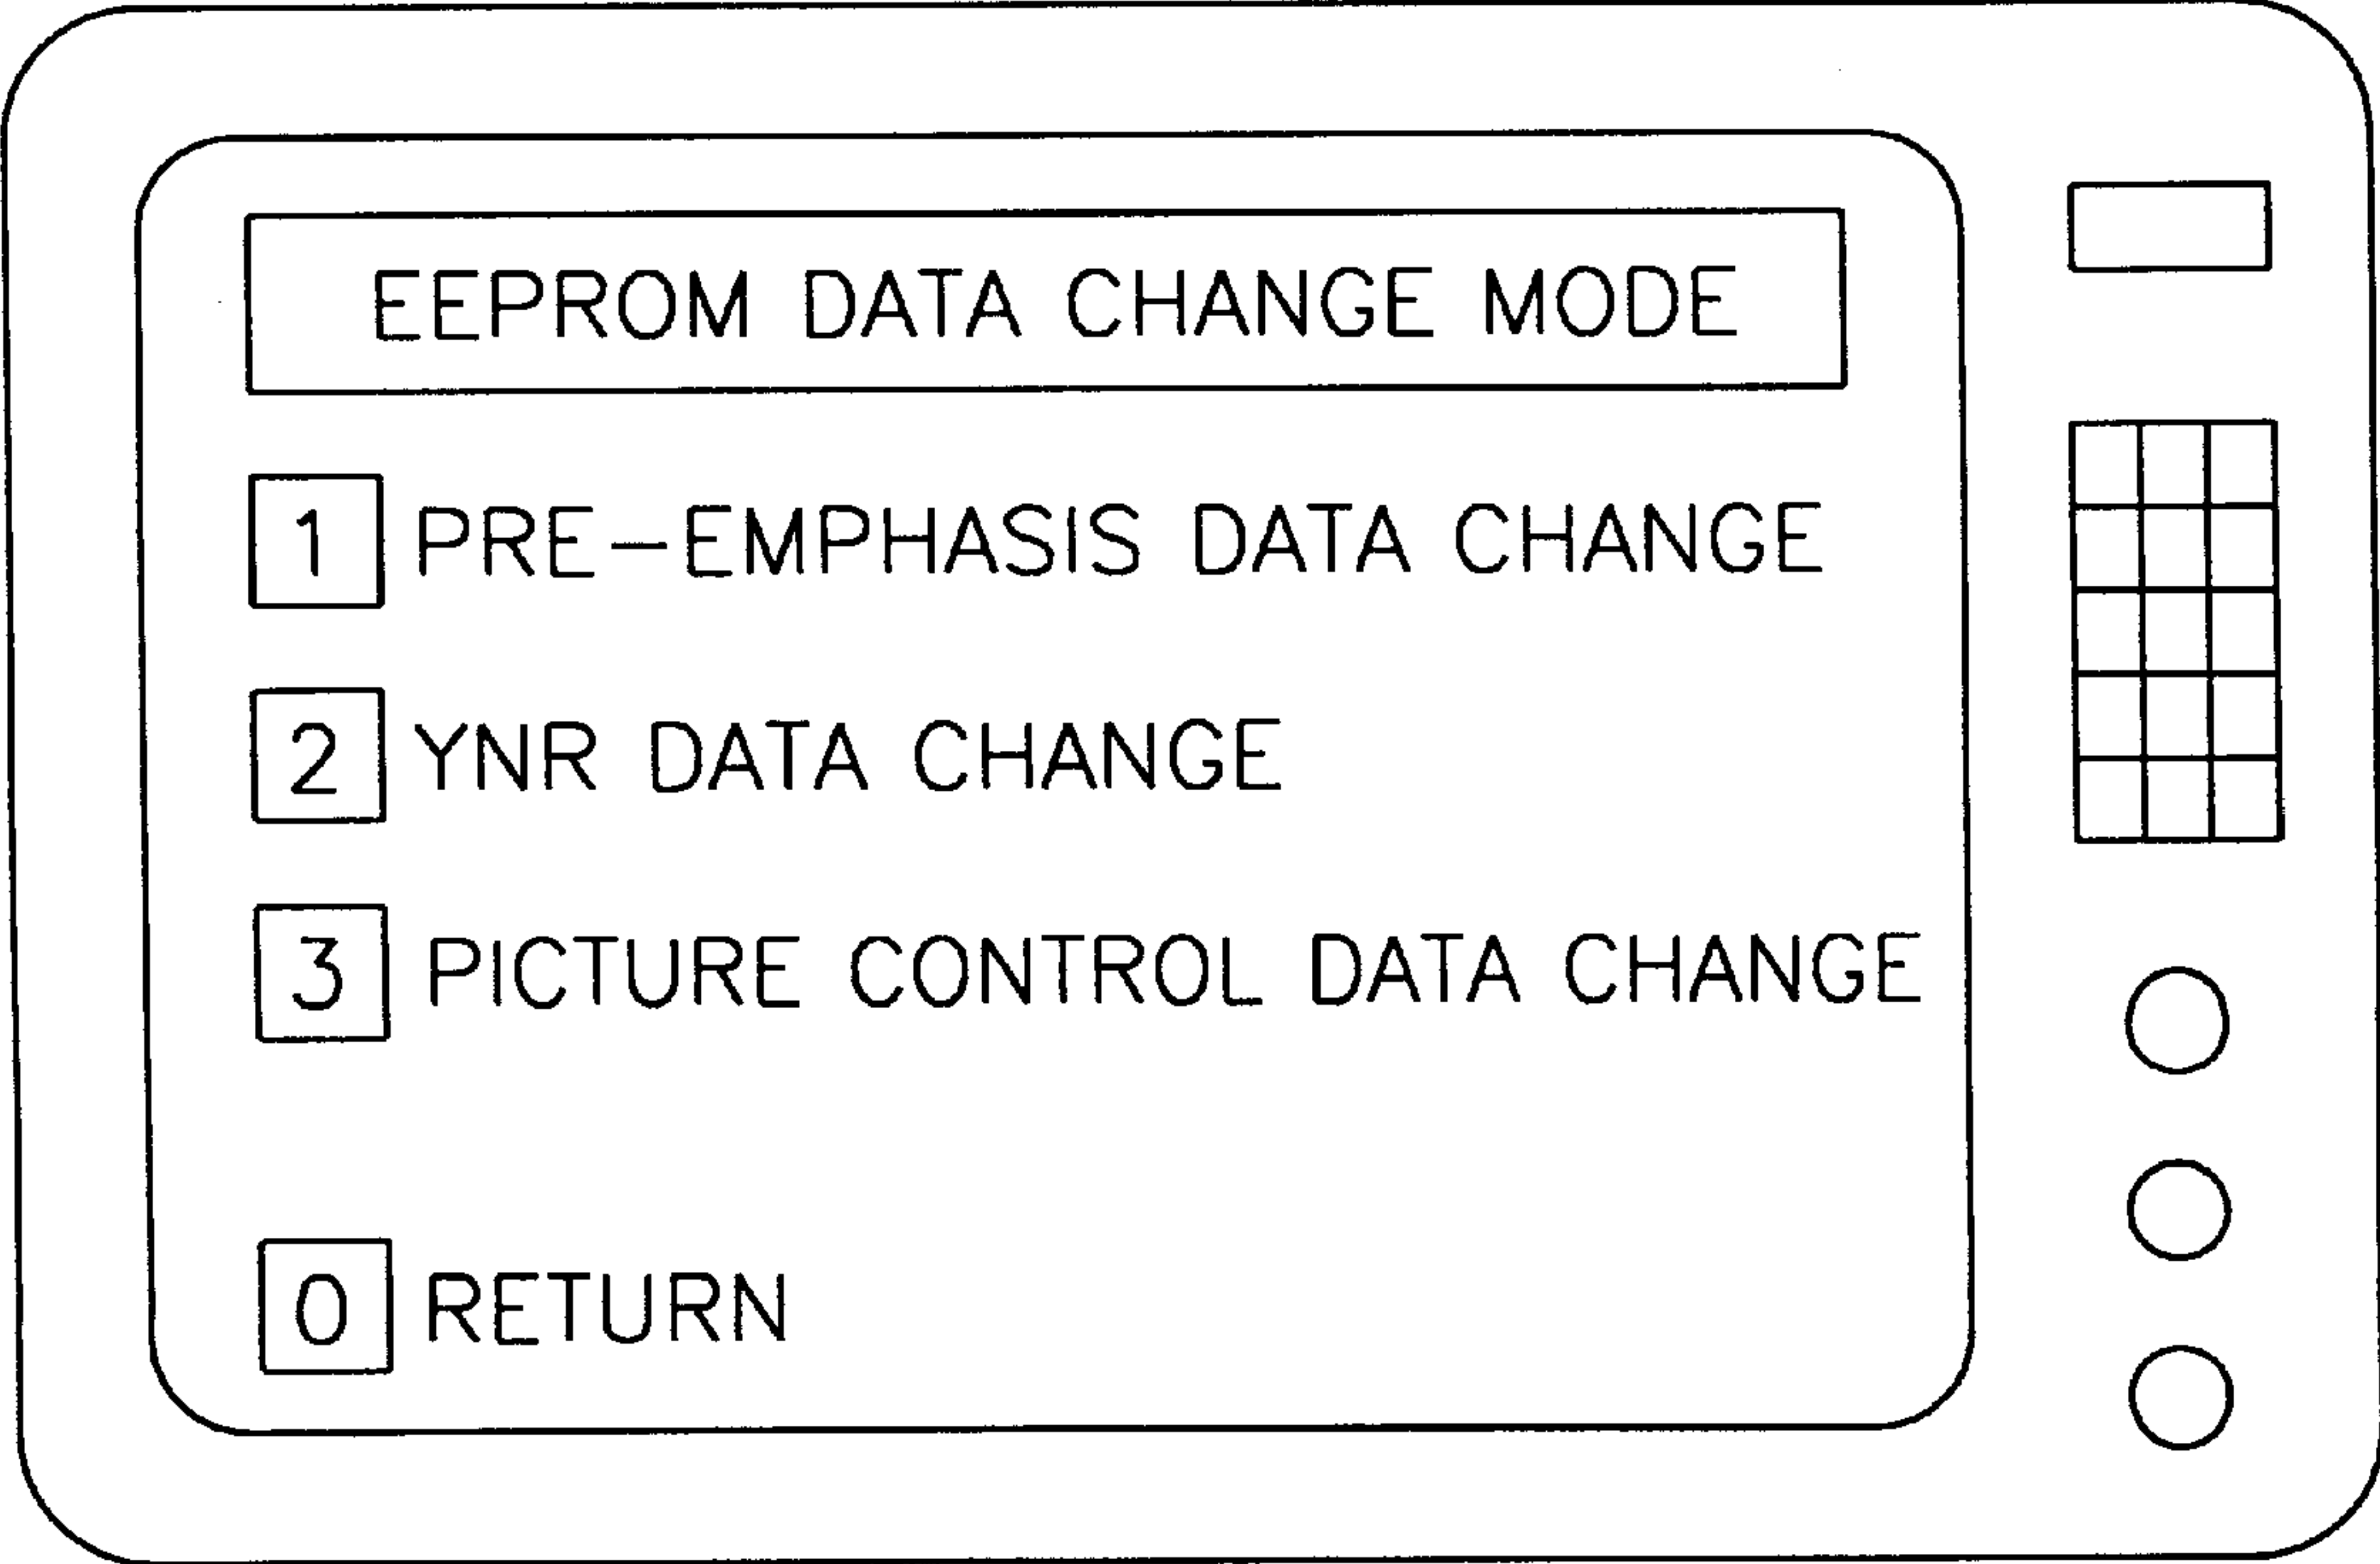 EEPROM DATA CHANGE MODE
1 PRE-EMPHASIS DATA CHANGE
2 YNR DATA CHANGE
3 PICTURE CONTROL DATA CHANGE
0 RETURN